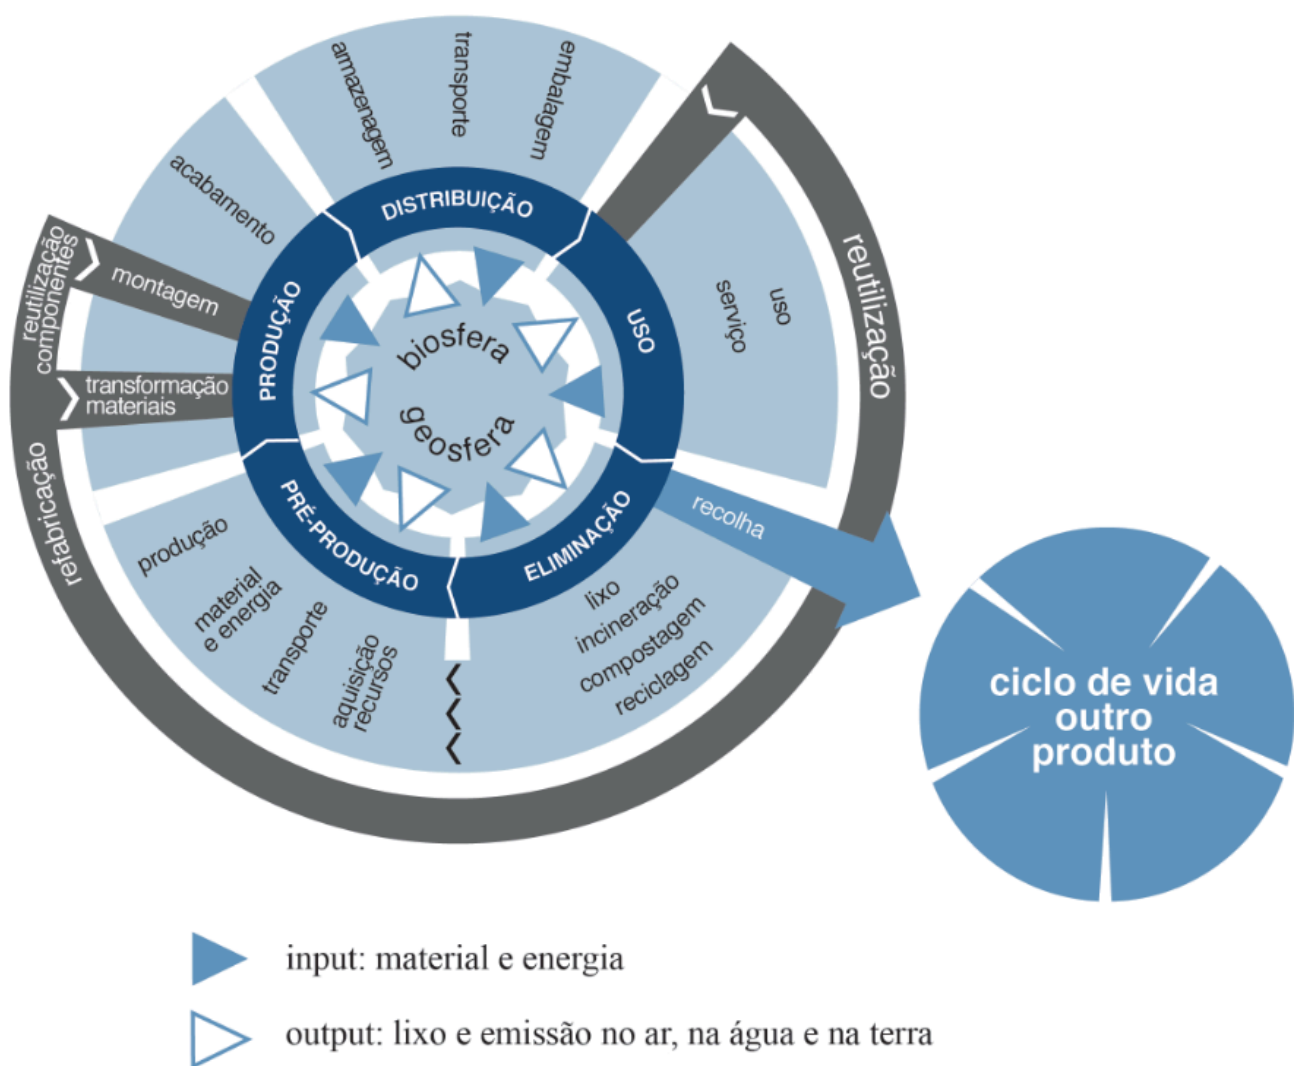 armazenagem
transporte
embalagem
acabamento
DISTRIBUIÇÃO
reutilização
componentes
montagem
PRODUÇÃO
USO
uso
serviço
reutilização
biosfera
geosfera
transformação
materiais
refabricação
PRÉ-PRODUÇÃO
ELIMINAÇÃO
recolha
produção
material
e energia
transporte
aquisição
recursos
lixo
incineração
compostagem
reciclagem
ciclo de vida
outro
produto
input: material e energia
output: lixo e emissão no ar, na água e na terra